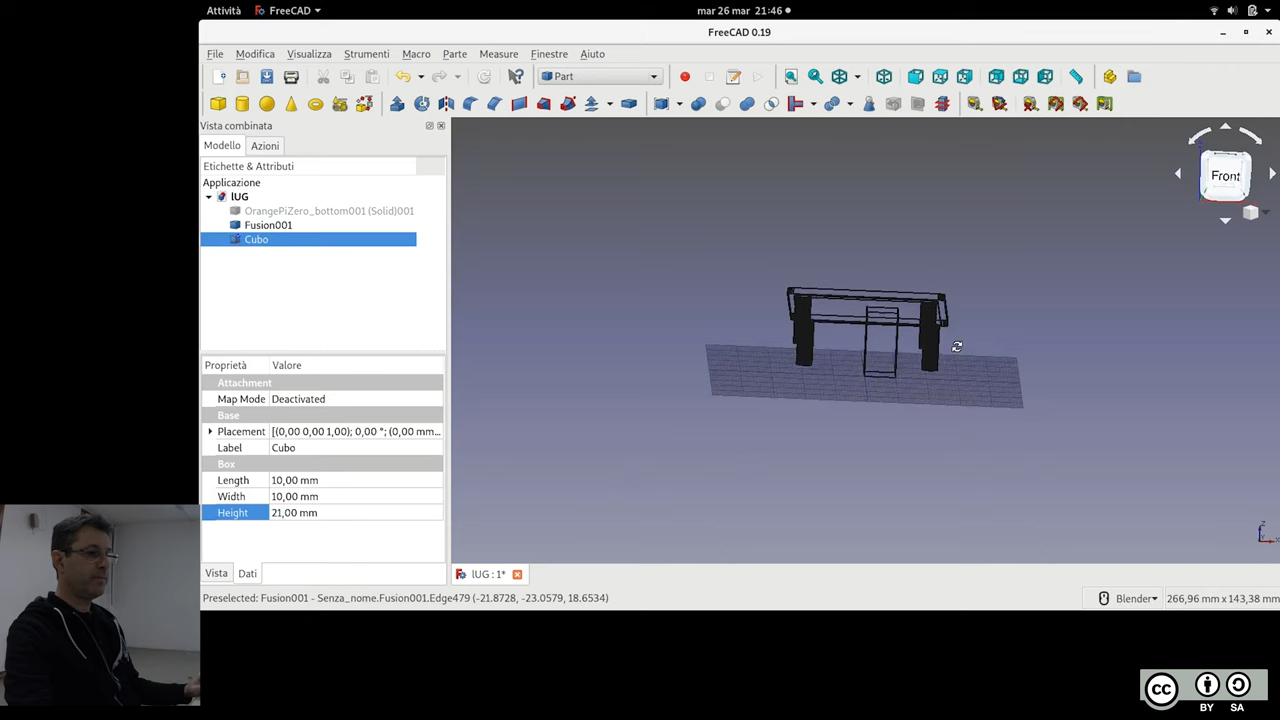 Attività FreeCAD mar 26 mar 21:46
FreeCAD 0.19
File Modifica Visualizza Strumenti Macro Parte Measure Finestre Aiuto
Part
Vista combinata
Modello Azioni
Etichette & Attributi
Applicazione
lUG
OrangePiZero_bottom001 (Solid)001
Fusion001
Cubo
Front
Proprietà Valore
Attachment
Map Mode Deactivated
Base
Placement [(0,00 0,00 1,00); 0,00 °; (0,00 mm...
Label Cubo
Box
Length 10,00 mm
Width 10,00 mm
Height 21,00 mm
Z
X
Vista Dati
lUG : 1*
Preselected: Fusion001 - Senza_nome.Fusion001.Edge479 (-21.8728, -23.0579, 18.6534)
Blender 266,96 mm x 143,38 mm
CC BY SA